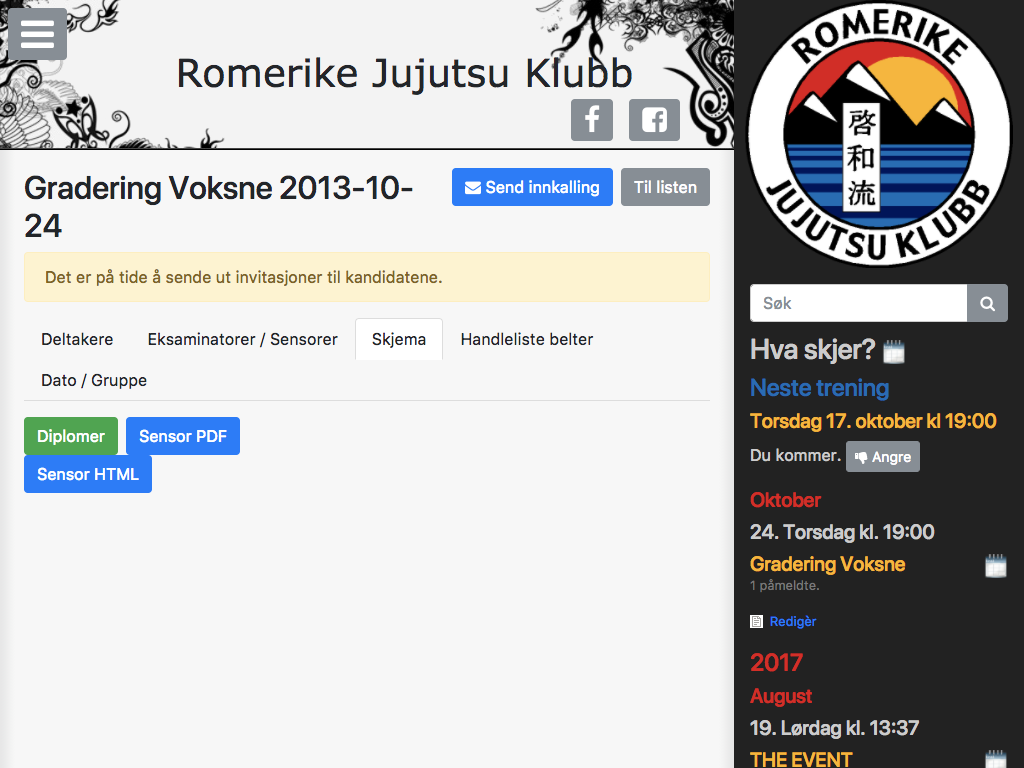 Romerike Jujutsu Klubb
Gradering Voksne 2013-10-
24
Send innkalling
Til listen
Det er på tide å sende ut invitasjoner til kandidatene.
Deltakere
Eksaminatorer / Sensorer
Skjema
Handleliste belter
Dato / Gruppe
Diplomer
Sensor PDF
Sensor HTML
ROMERIKE
啓和流
JUJUTSU KLUBB
Søk
Hva skjer?
Neste trening
Torsdag 17. oktober kl 19:00
Du kommer.
Angre
Oktober
24. Torsdag kl. 19:00
Gradering Voksne
1 påmeldte.
Redigèr
2017
August
19. Lørdag kl. 13:37
THE EVENT